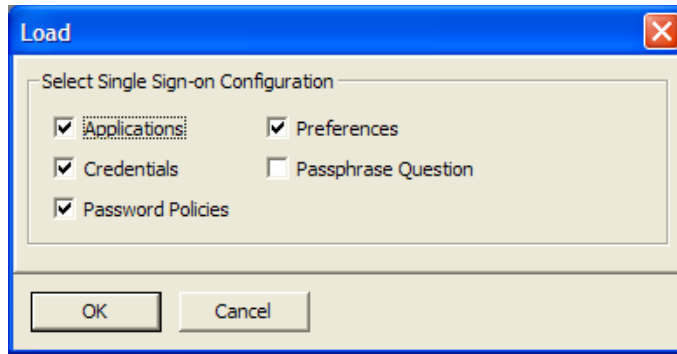 Load
Select Single Sign-on Configuration
Applications
Preferences
Credentials
Passphrase Question
Password Policies
OK
Cancel